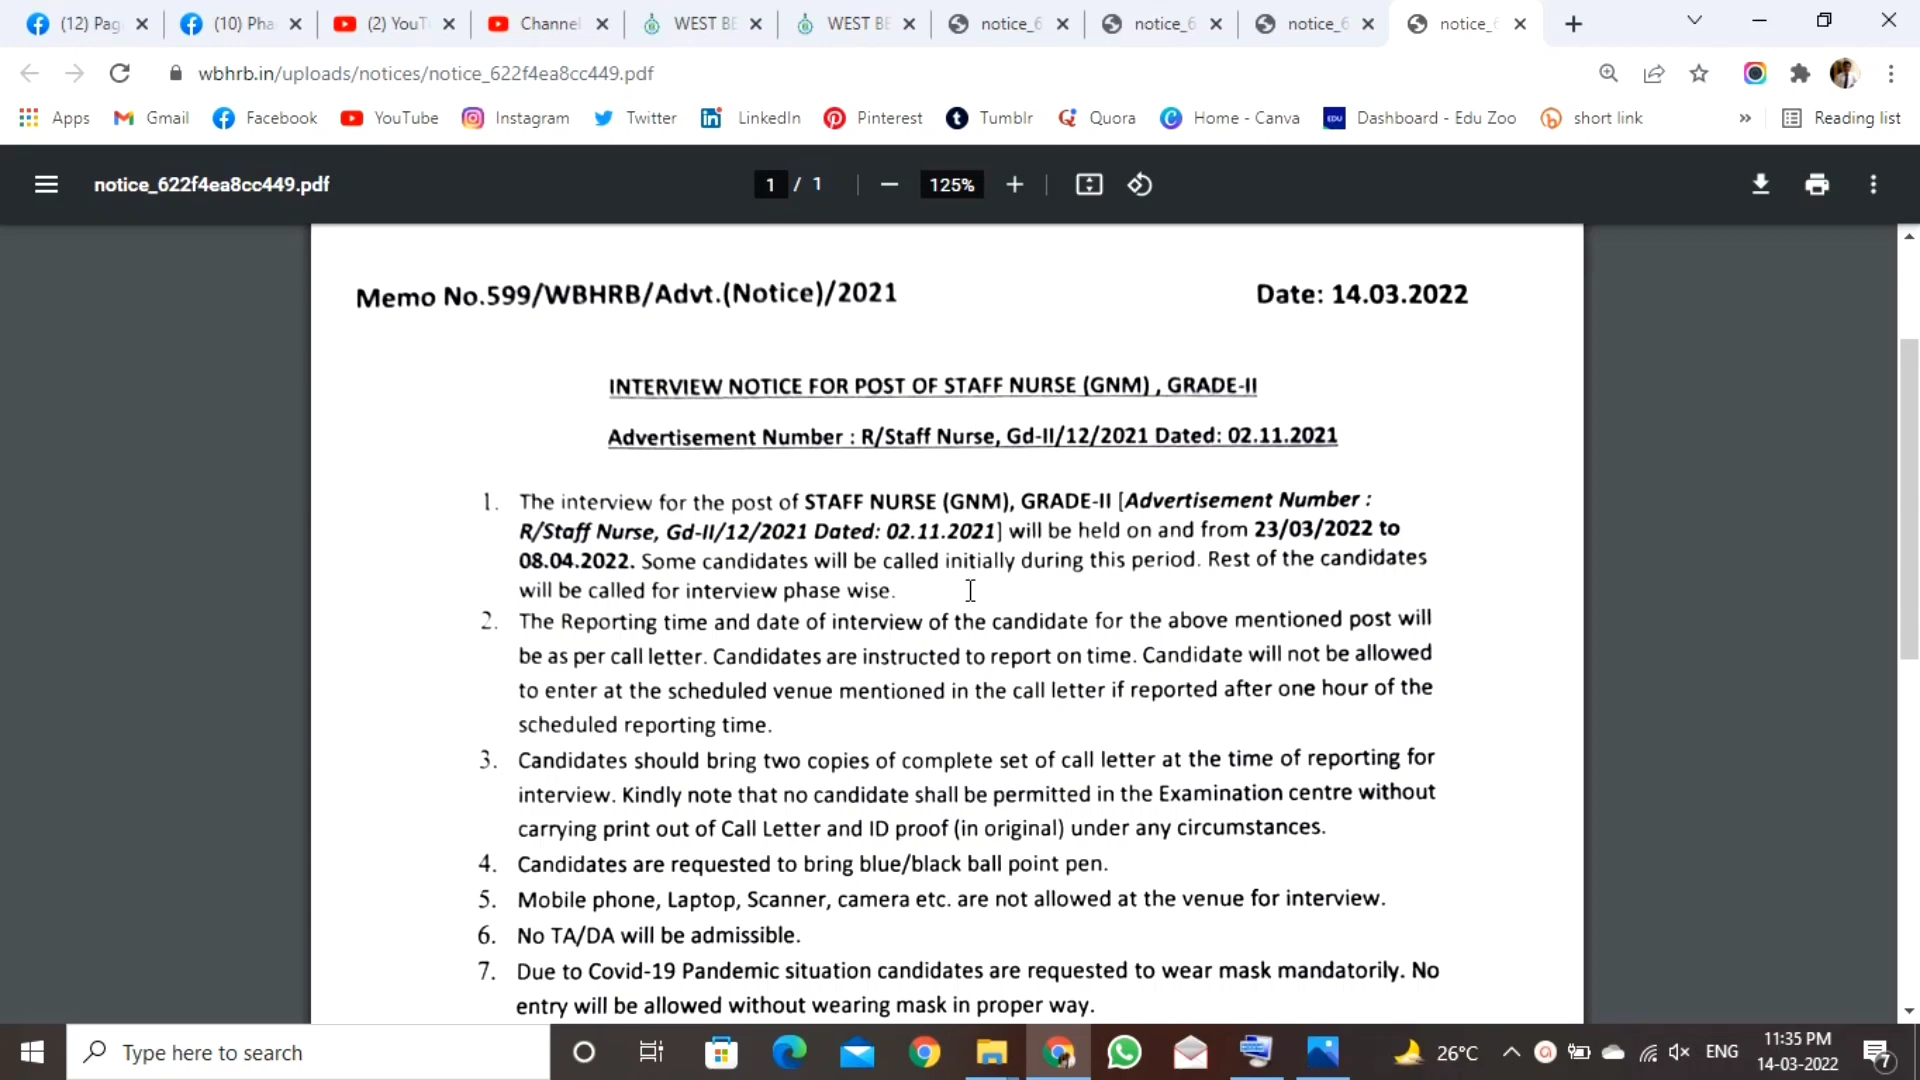 (12) Pag
(10) Pha
(2) YouT
Channel
WEST BE
WEST BE
notice_6
notice_6
notice_6
notice_6
wbhrb.in/uploads/notices/notice_622f4ea8cc449.pdf
Apps
Gmail
Facebook
YouTube
Instagram
Twitter
LinkedIn
Pinterest
Tumblr
Quora
Home - Canva
EDU
Dashboard - Edu Zoo
short link
»
Reading list
notice_622f4ea8cc449.pdf
1 / 1
125%
Memo No.599/WBHRB/Advt.(Notice)/2021
Date: 14.03.2022
INTERVIEW NOTICE FOR POST OF STAFF NURSE (GNM) , GRADE-II
Advertisement Number : R/Staff Nurse, Gd-II/12/2021 Dated: 02.11.2021
1. The interview for the post of STAFF NURSE (GNM), GRADE-II [Advertisement Number :
R/Staff Nurse, Gd-II/12/2021 Dated: 02.11.2021] will be held on and from 23/03/2022 to
08.04.2022. Some candidates will be called initially during this period. Rest of the candidates
will be called for interview phase wise.
2. The Reporting time and date of interview of the candidate for the above mentioned post will
be as per call letter. Candidates are instructed to report on time. Candidate will not be allowed
to enter at the scheduled venue mentioned in the call letter if reported after one hour of the
scheduled reporting time.
3. Candidates should bring two copies of complete set of call letter at the time of reporting for
interview. Kindly note that no candidate shall be permitted in the Examination centre without
carrying print out of Call Letter and ID proof (in original) under any circumstances.
4. Candidates are requested to bring blue/black ball point pen.
5. Mobile phone, Laptop, Scanner, camera etc. are not allowed at the venue for interview.
6. No TA/DA will be admissible.
7. Due to Covid-19 Pandemic situation candidates are requested to wear mask mandatorily. No
entry will be allowed without wearing mask in proper way.
Type here to search
26°C
ENG
11:35 PM
14-03-2022
7